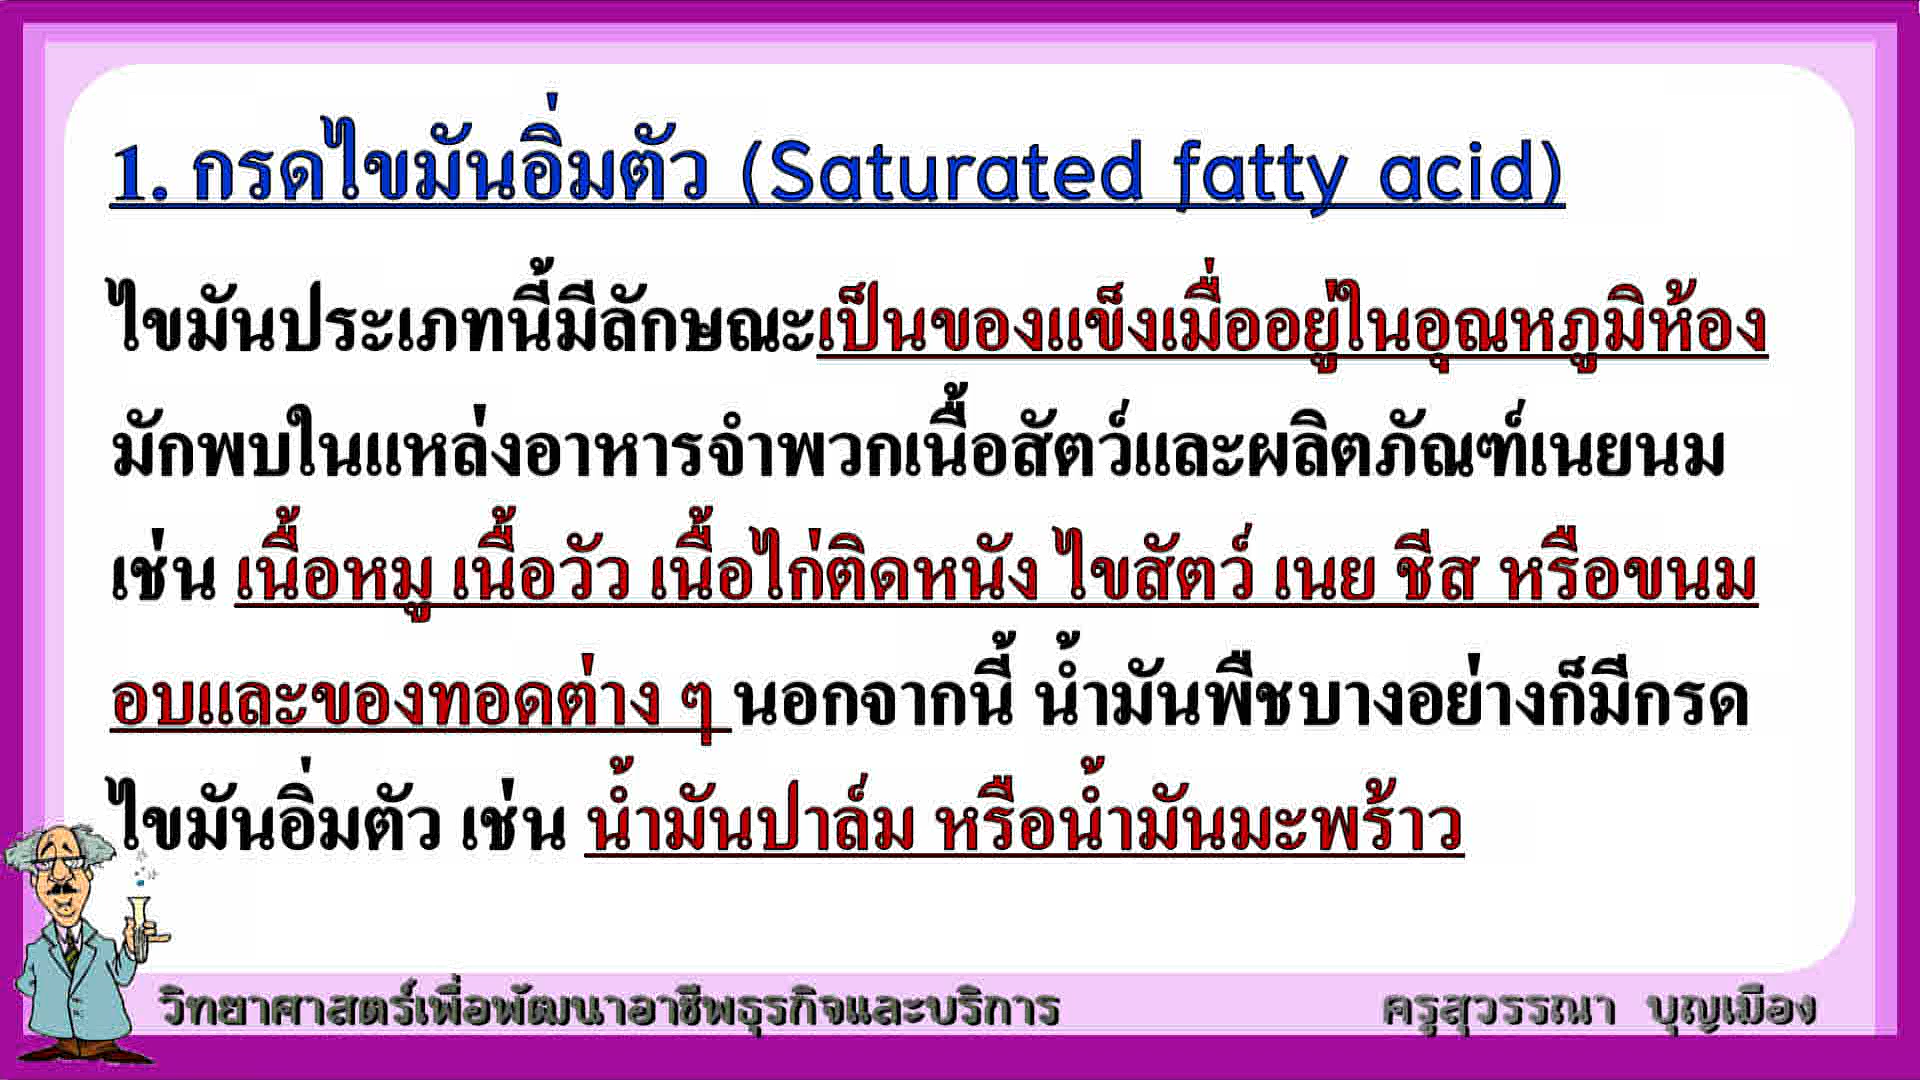 1. กรดไขมันอิ่มตัว (Saturated fatty acid)
ไขมันประเภทนี้มีลักษณะเป็นของแข็งเมื่ออยู่ในอุณหภูมิห้อง
มักพบในแหล่งอาหารจำพวกเนื้อสัตว์และผลิตภัณฑ์เนยนม
เช่น เนื้อหมู เนื้อวัว เนื้อไก่ติดหนัง ไขสัตว์ เนย ชีส หรือขนม
อบและของทอดต่าง ๆ นอกจากนี้ น้ำมันพืชบางอย่างก็มีกรด
ไขมันอิ่มตัว เช่น น้ำมันปาล์ม หรือน้ำมันมะพร้าว
วิทยาศาสตร์เพื่อพัฒนาอาชีพธุรกิจและบริการ ครูสุวรรณา บุญเมือง